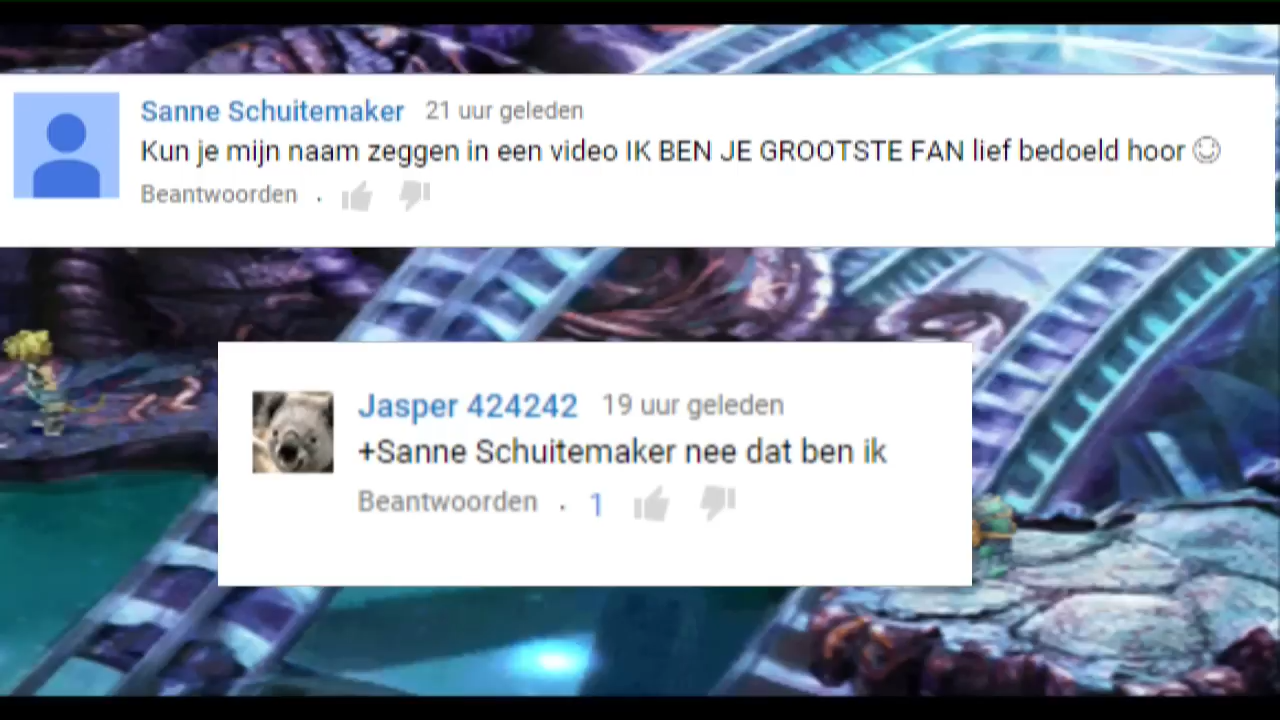 Sanne Schuitemaker 21 uur geleden
Kun je mijn naam zeggen in een video IK BEN JE GROOTSTE FAN lief bedoeld hoor ☺
Beantwoorden ·
Jasper 424242 19 uur geleden
+Sanne Schuitemaker nee dat ben ik
Beantwoorden · 1